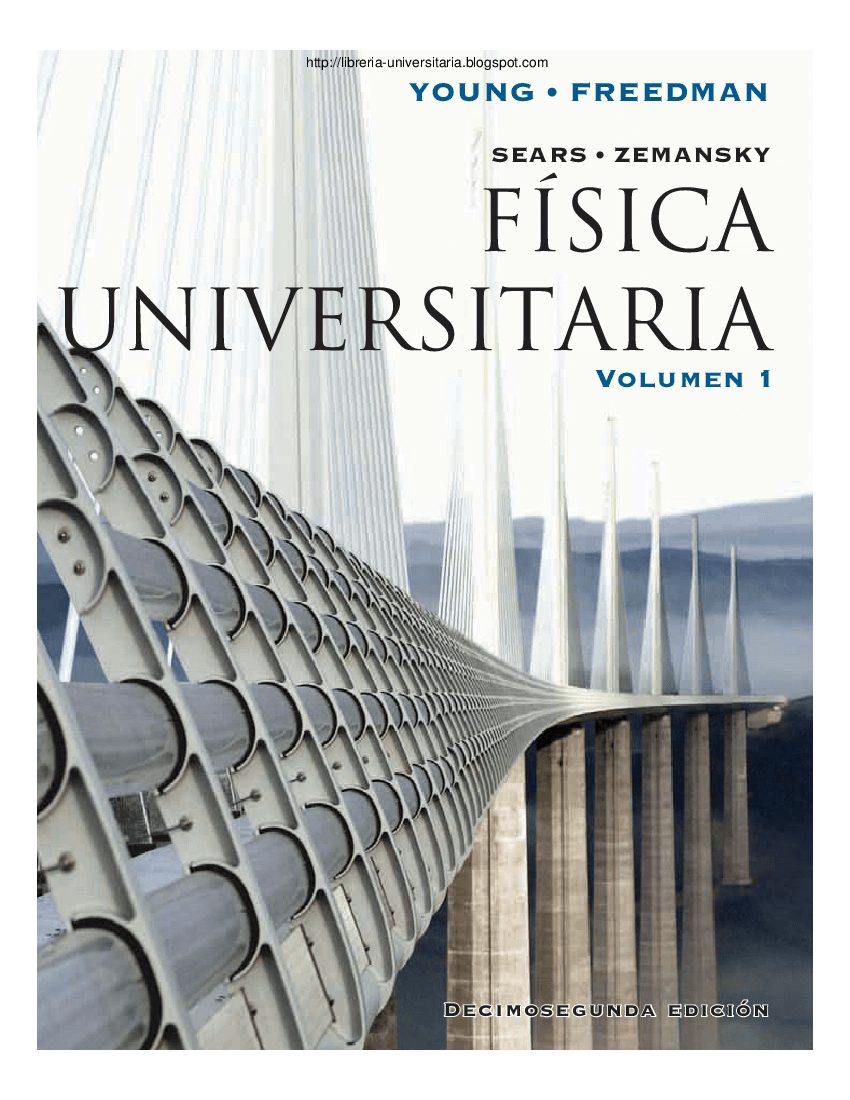 http://libreria-universitaria.blogspot.com
YOUNG • FREEDMAN
SEARS • ZEMANSKY
FÍSICA
UNIVERSITARIA
VOLUMEN 1
DECIMOSEGUNDA EDICIÓN